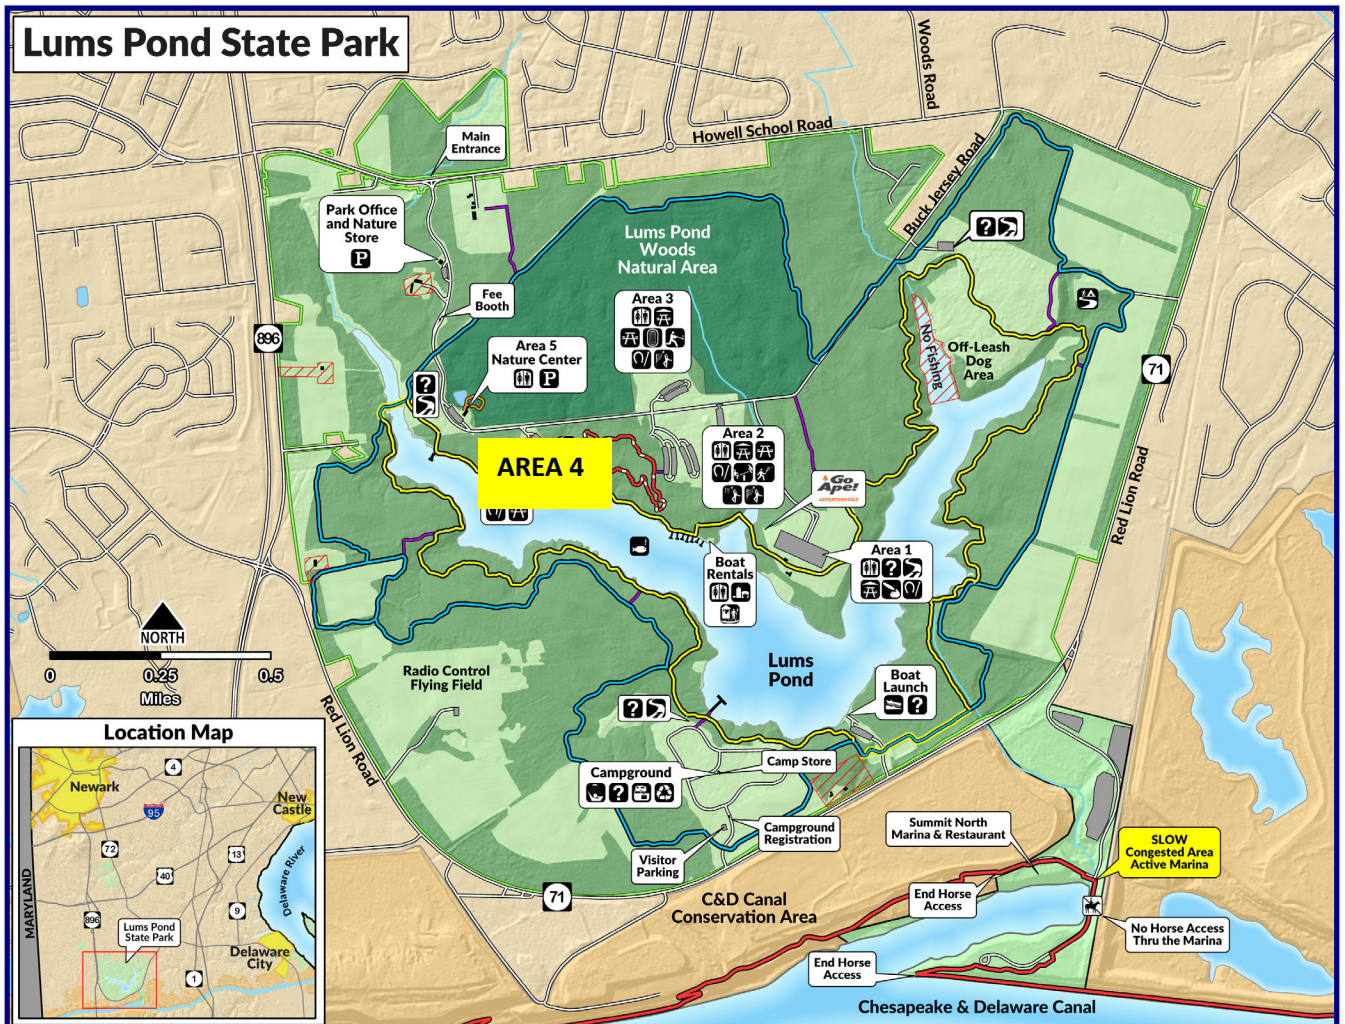 Lums Pond State Park
Woods Road
Howell School Road
Main
Entrance
Buck Jersey Road
Park Office
and Nature
Store
P
Lums Pond
Woods
Natural Area
?
Fee
Booth
Area 3
896
Area 5
Nature Center
P
No Fishing
Off-Leash
Dog
Area
71
?
AREA 4
Area 2
Go
Ape!
ADVENTUROUSLY
Red Lion Road
Area 1
?
Boat
Rentals
NORTH
0 0.25 0.5
Miles
Radio Control
Flying Field
Lums
Pond
Boat
Launch
?
?
Red Lion Road
Camp Store
Campground
?
Campground
Registration
Visitor
Parking
Summit North
Marina & Restaurant
SLOW
Congested Area
Active Marina
71
C&D Canal
Conservation Area
End Horse
Access
No Horse Access
Thru the Marina
End Horse
Access
Chesapeake & Delaware Canal
Location Map
Newark
4
95
New
Castle
72
13
40
MARYLAND
Delaware River
896
9
Lums Pond
State Park
Delaware
City
1